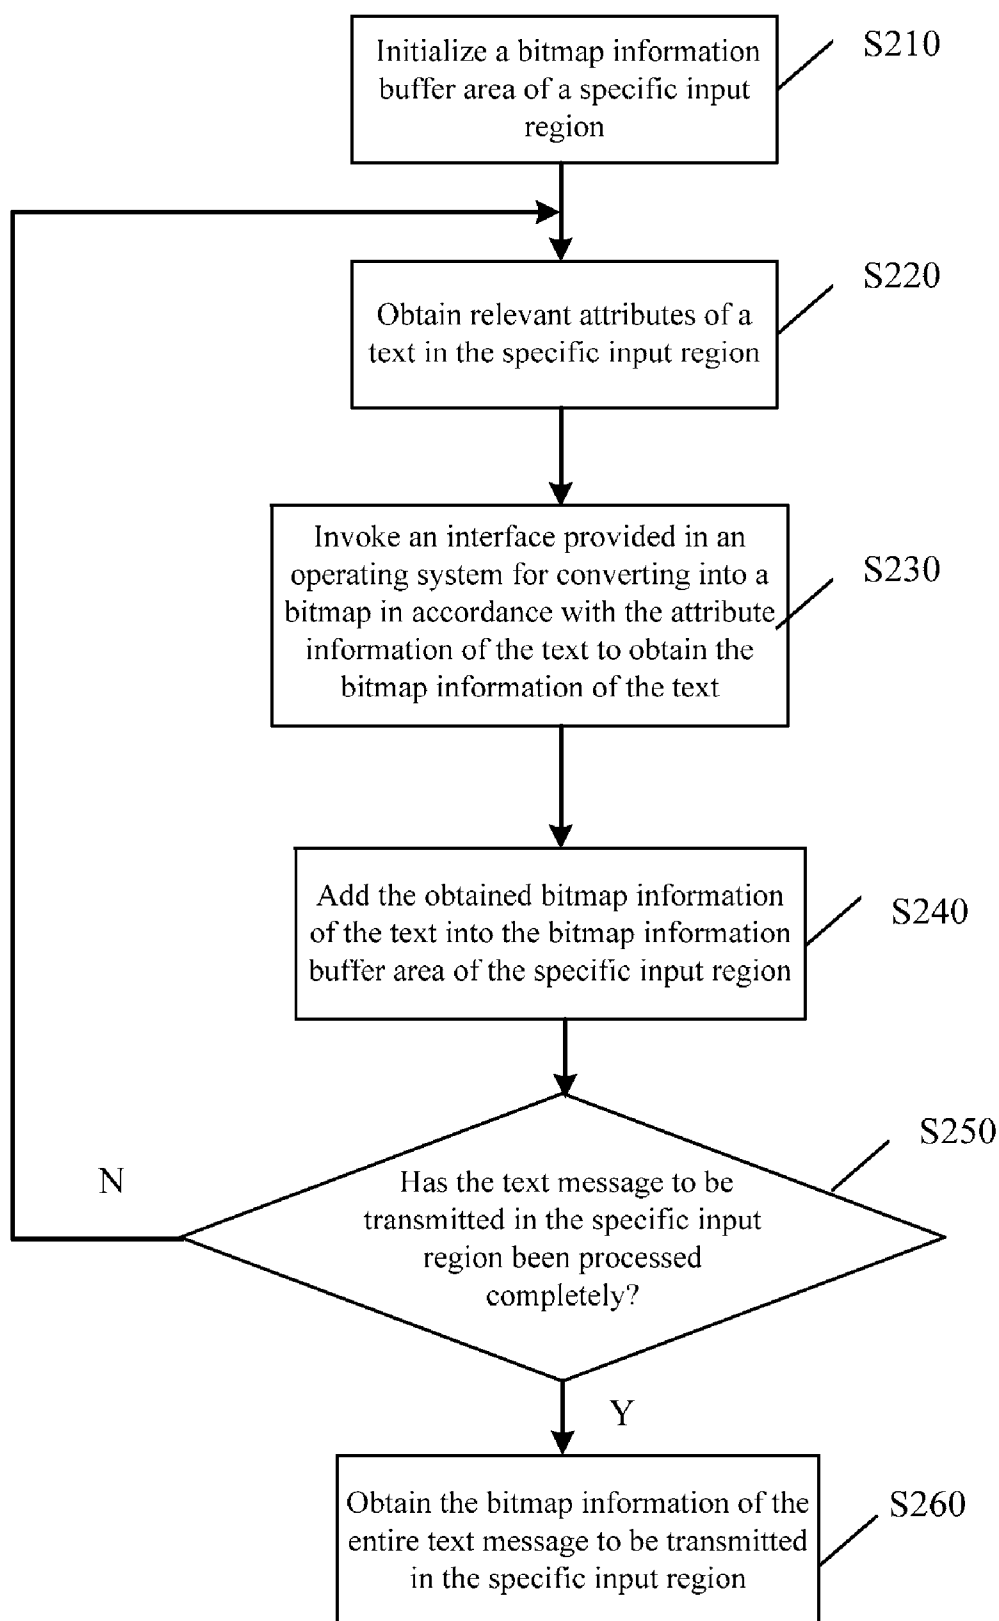 Initialize a bitmap information
buffer area of a specific input
region
S210
Obtain relevant attributes of a
text in the specific input region
S220
Invoke an interface provided in an
operating system for converting into a
bitmap in accordance with the attribute
information of the text to obtain the
bitmap information of the text
S230
Add the obtained bitmap information
of the text into the bitmap information
buffer area of the specific input region
S240
Has the text message to be
transmitted in the specific input
region been processed
completely?
S250
N
Y
Obtain the bitmap information of the
entire text message to be transmitted
in the specific input region
S260